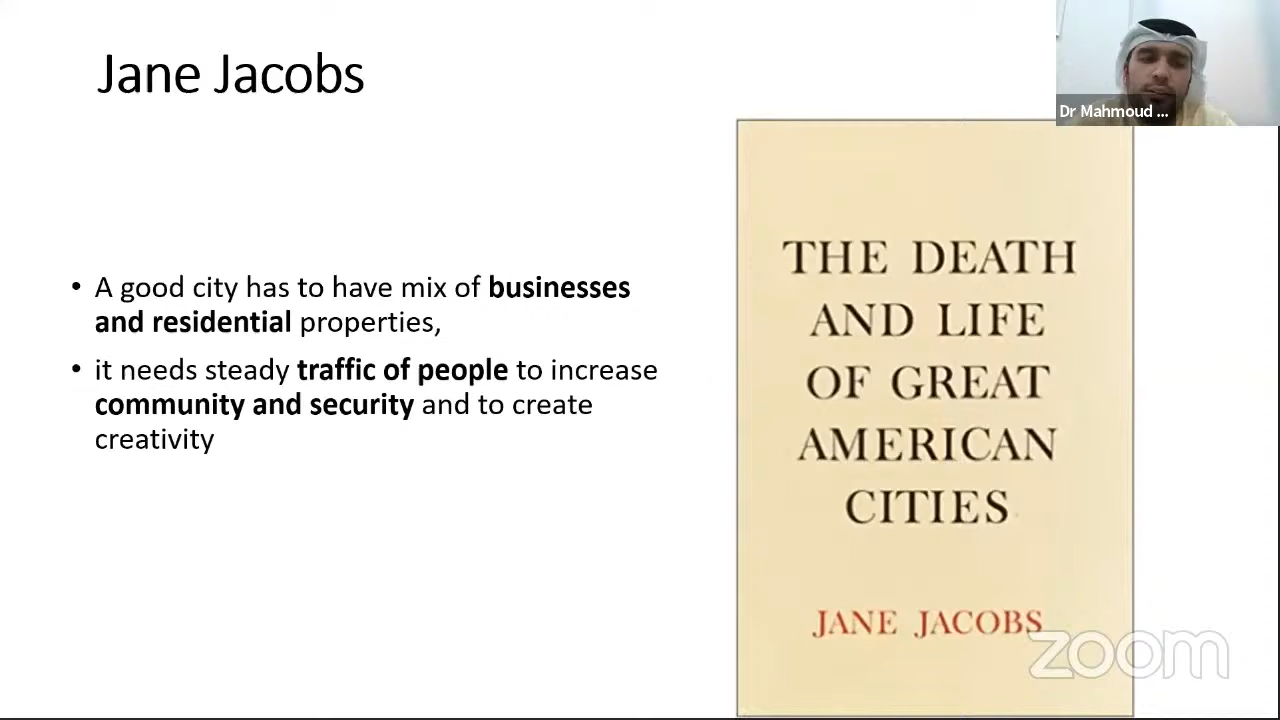 Jane Jacobs
Dr Mahmoud ...
• A good city has to have mix of businesses
and residential properties,
• it needs steady traffic of people to increase
community and security and to create
creativity
THE DEATH
AND LIFE
OF GREAT
AMERICAN
CITIES
JANE JACOBS
zoom